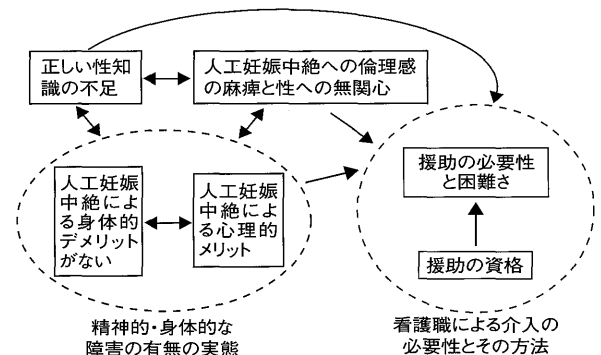 正しい性知
識の不足
人工妊娠中絶への倫理感
の麻痺と性への無関心
人工妊娠
中絶によ
る身体的
デメリット
がない
人工妊娠
中絶によ
る心理的
メリット
精神的・身体的な
障害の有無の実態
援助の必要性
と困難さ
援助の資格
看護職による介入の
必要性とその方法